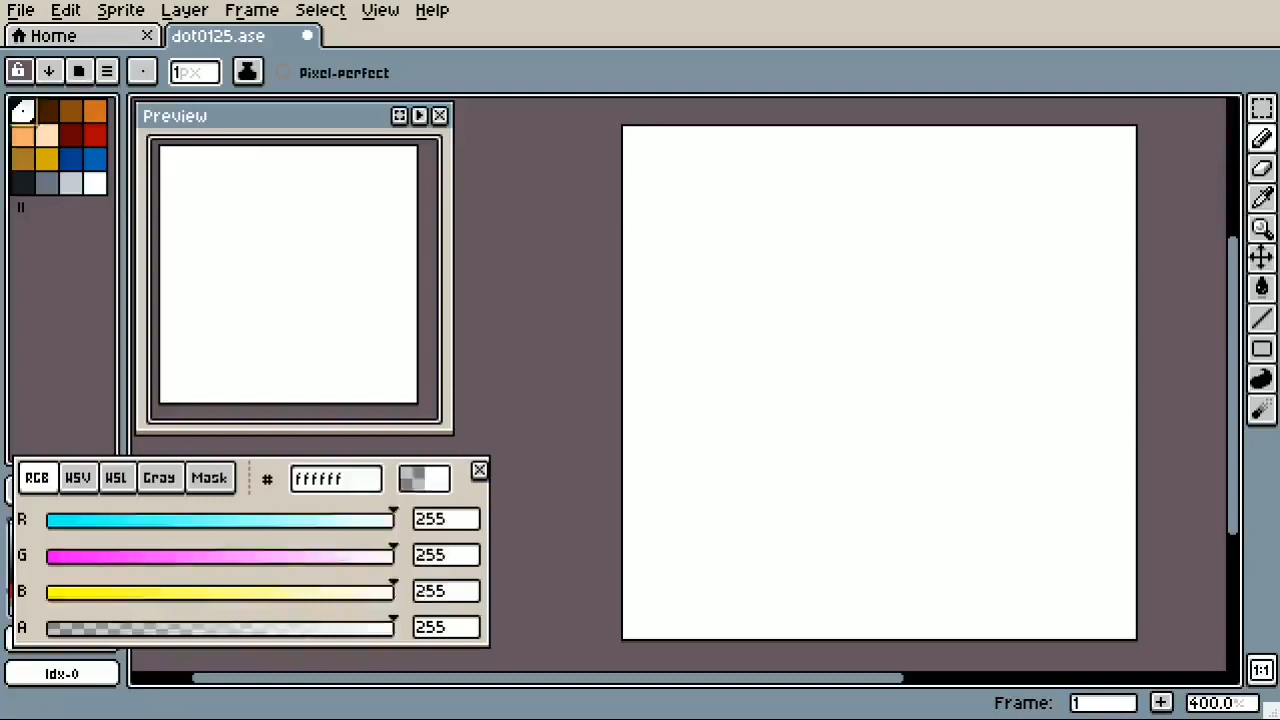 File Edit Sprite Layer Frame Select View Help
Home dot0125.ase
1px Pixel-perfect
Preview
RGB HSV HSL Gray Mask # ffffff
R 255
G 255
B 255
A 255
Idx-0
1:1
Frame: 1 400.0%